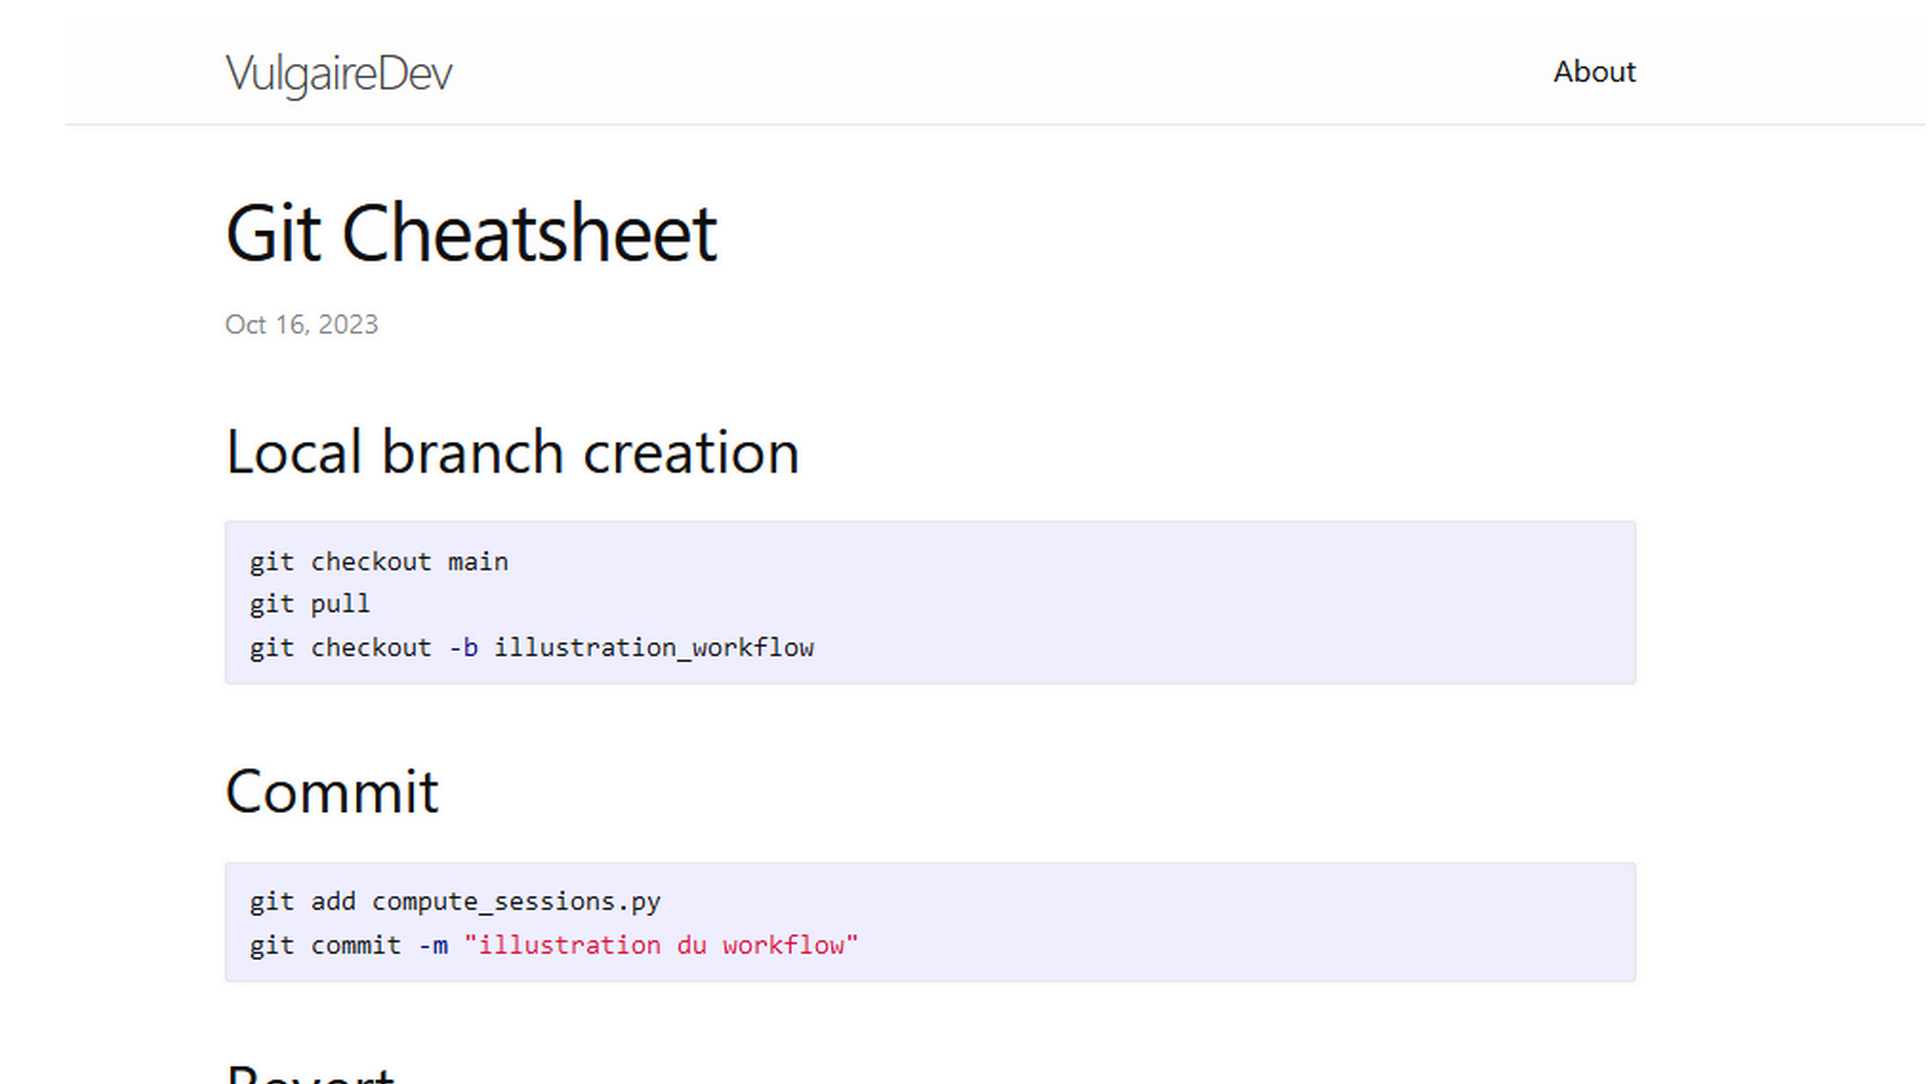 VulgaireDev
About
Git Cheatsheet
Oct 16, 2023
Local branch creation
git checkout main
git pull
git checkout -b illustration_workflow
Commit
git add compute_sessions.py
git commit -m "illustration du workflow"
Revert